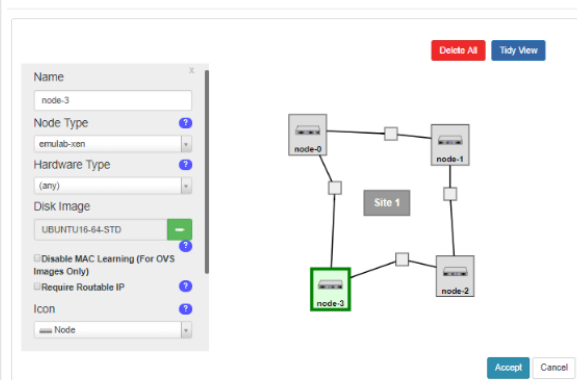 Delete All
Tidy View
x
Name
node-3
Node Type
?
emulab-xen
Hardware Type
?
(any)
Disk Image
UBUNTU16-64-STD
?
Disable MAC Learning (For OVS
Images Only)
Require Routable IP
?
Icon
?
Node
node-0
node-1
Site 1
node-2
node-3
Accept
Cancel